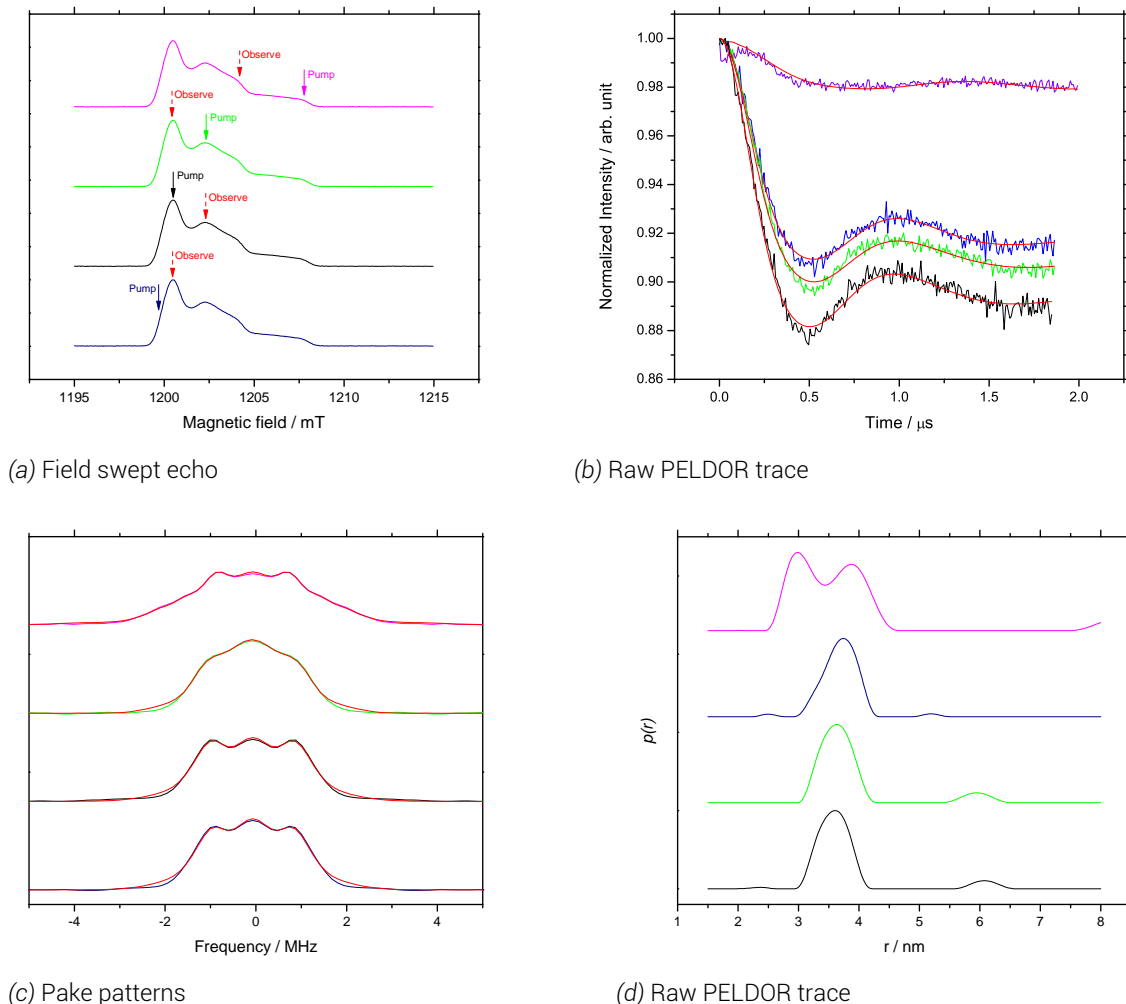 Observe
Pump
Observe
Pump
Pump
Observe
Observe
Pump
1195 1200 1205 1210 1215
Magnetic field / mT
(a) Field swept echo
1.00
0.98
0.96
0.94
0.92
0.90
0.88
0.86
Normalized Intensity / arb. unit
0.0 0.5 1.0 1.5 2.0
Time / μs
(b) Raw PELDOR trace
-4 -2 0 2 4
Frequency / MHz
(c) Pake patterns
p(r)
1 2 3 4 5 6 7 8
r / nm
(d) Raw PELDOR trace